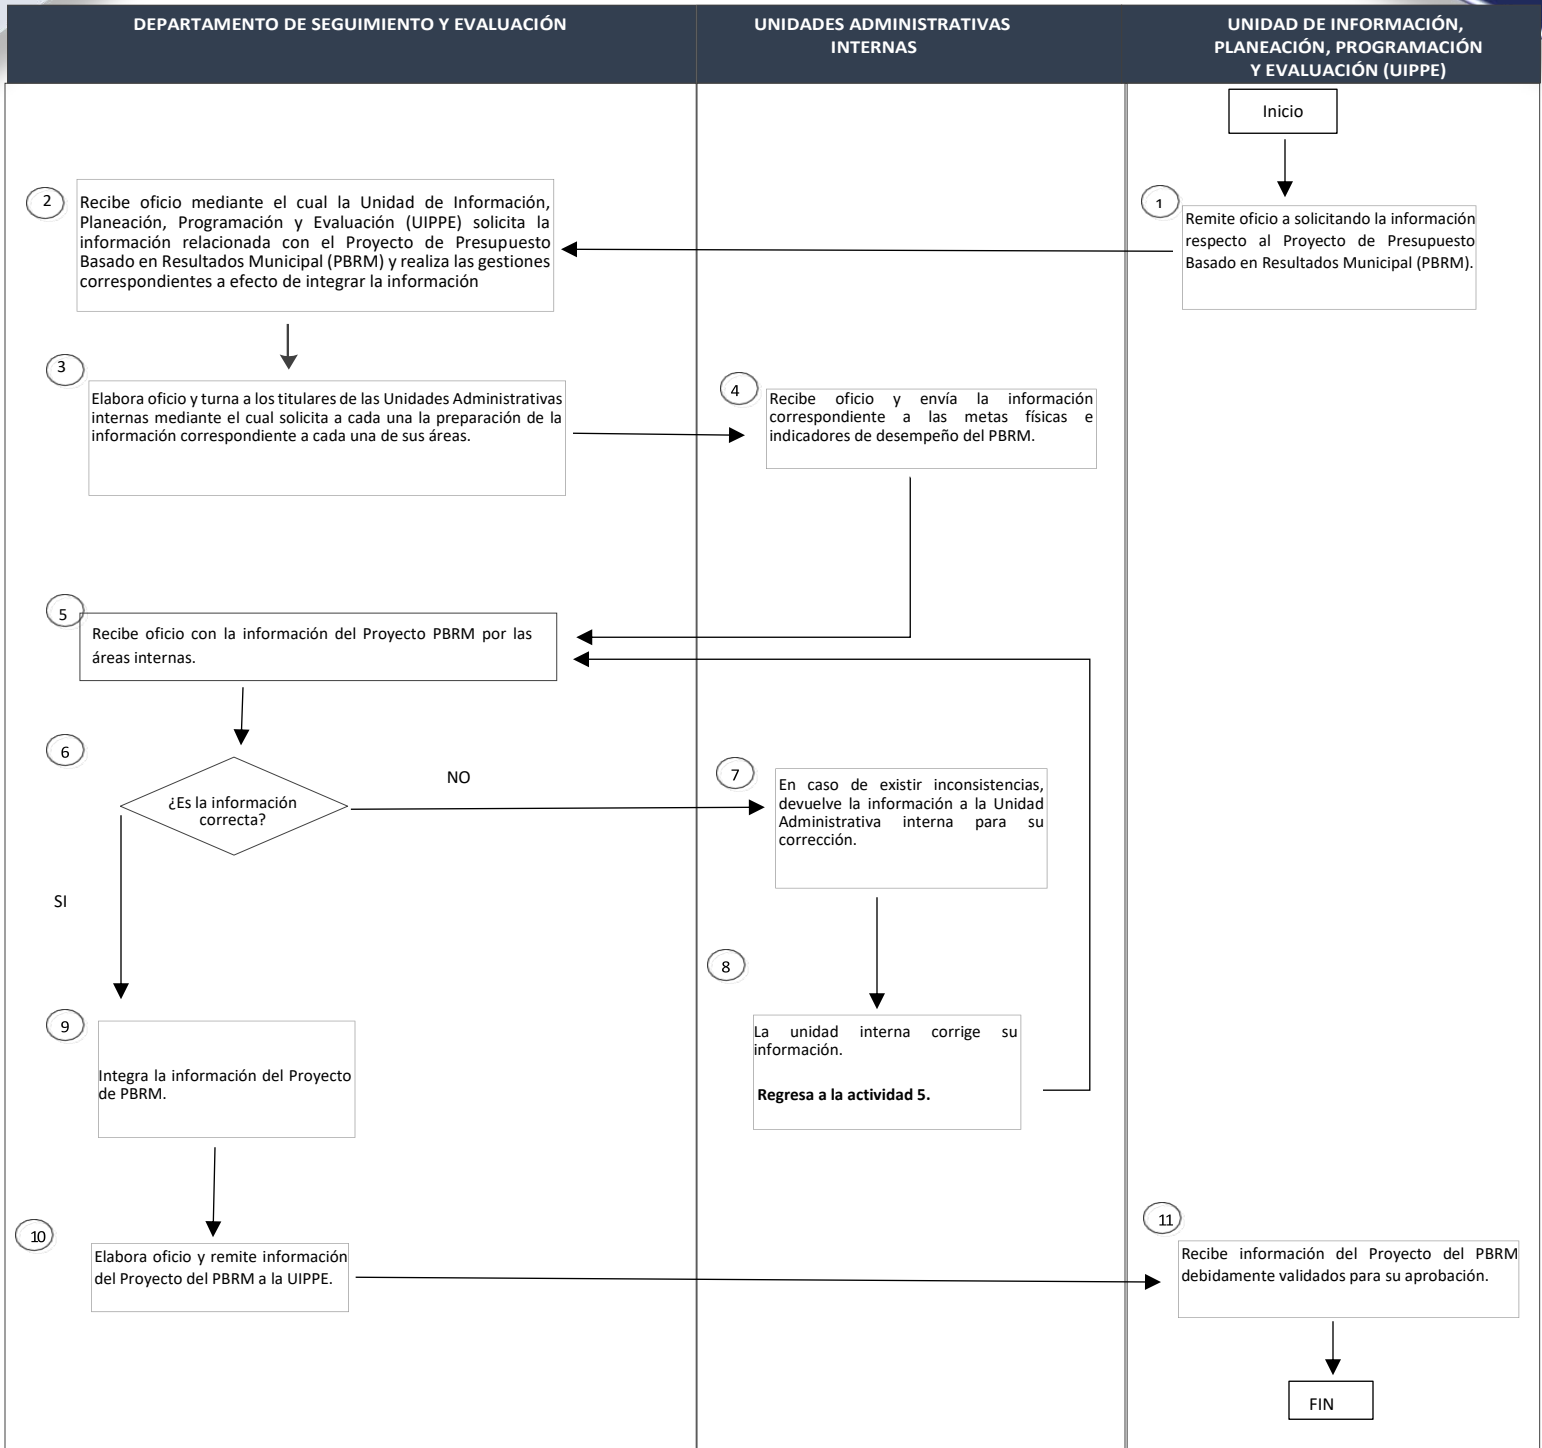 DEPARTAMENTO DE SEGUIMIENTO Y EVALUACIÓN
UNIDADES ADMINISTRATIVAS
INTERNAS
UNIDAD DE INFORMACIÓN,
PLANEACIÓN, PROGRAMACIÓN
Y EVALUACIÓN (UIPPE)
Inicio
1
Remite oficio a solicitando la información
respecto al Proyecto de Presupuesto
Basado en Resultados Municipal (PBRM).
2
Recibe oficio mediante el cual la Unidad de Información,
Planeación, Programación y Evaluación (UIPPE) solicita la
información relacionada con el Proyecto de Presupuesto
Basado en Resultados Municipal (PBRM) y realiza las gestiones
correspondientes a efecto de integrar la información
3
Elabora oficio y turna a los titulares de las Unidades Administrativas
internas mediante el cual solicita a cada una la preparación de la
información correspondiente a cada una de sus áreas.
4
Recibe oficio y envía la información
correspondiente a las metas físicas e
indicadores de desempeño del PBRM.
5
Recibe oficio con la información del Proyecto PBRM por las
áreas internas.
6
¿Es la información
correcta?
NO
SI
7
En caso de existir inconsistencias,
devuelve la información a la Unidad
Administrativa interna para su
corrección.
8
La unidad interna corrige su
información.
Regresa a la actividad 5.
9
Integra la información del Proyecto
de PBRM.
10
Elabora oficio y remite información
del Proyecto del PBRM a la UIPPE.
11
Recibe información del Proyecto del PBRM
debidamente validados para su aprobación.
FIN